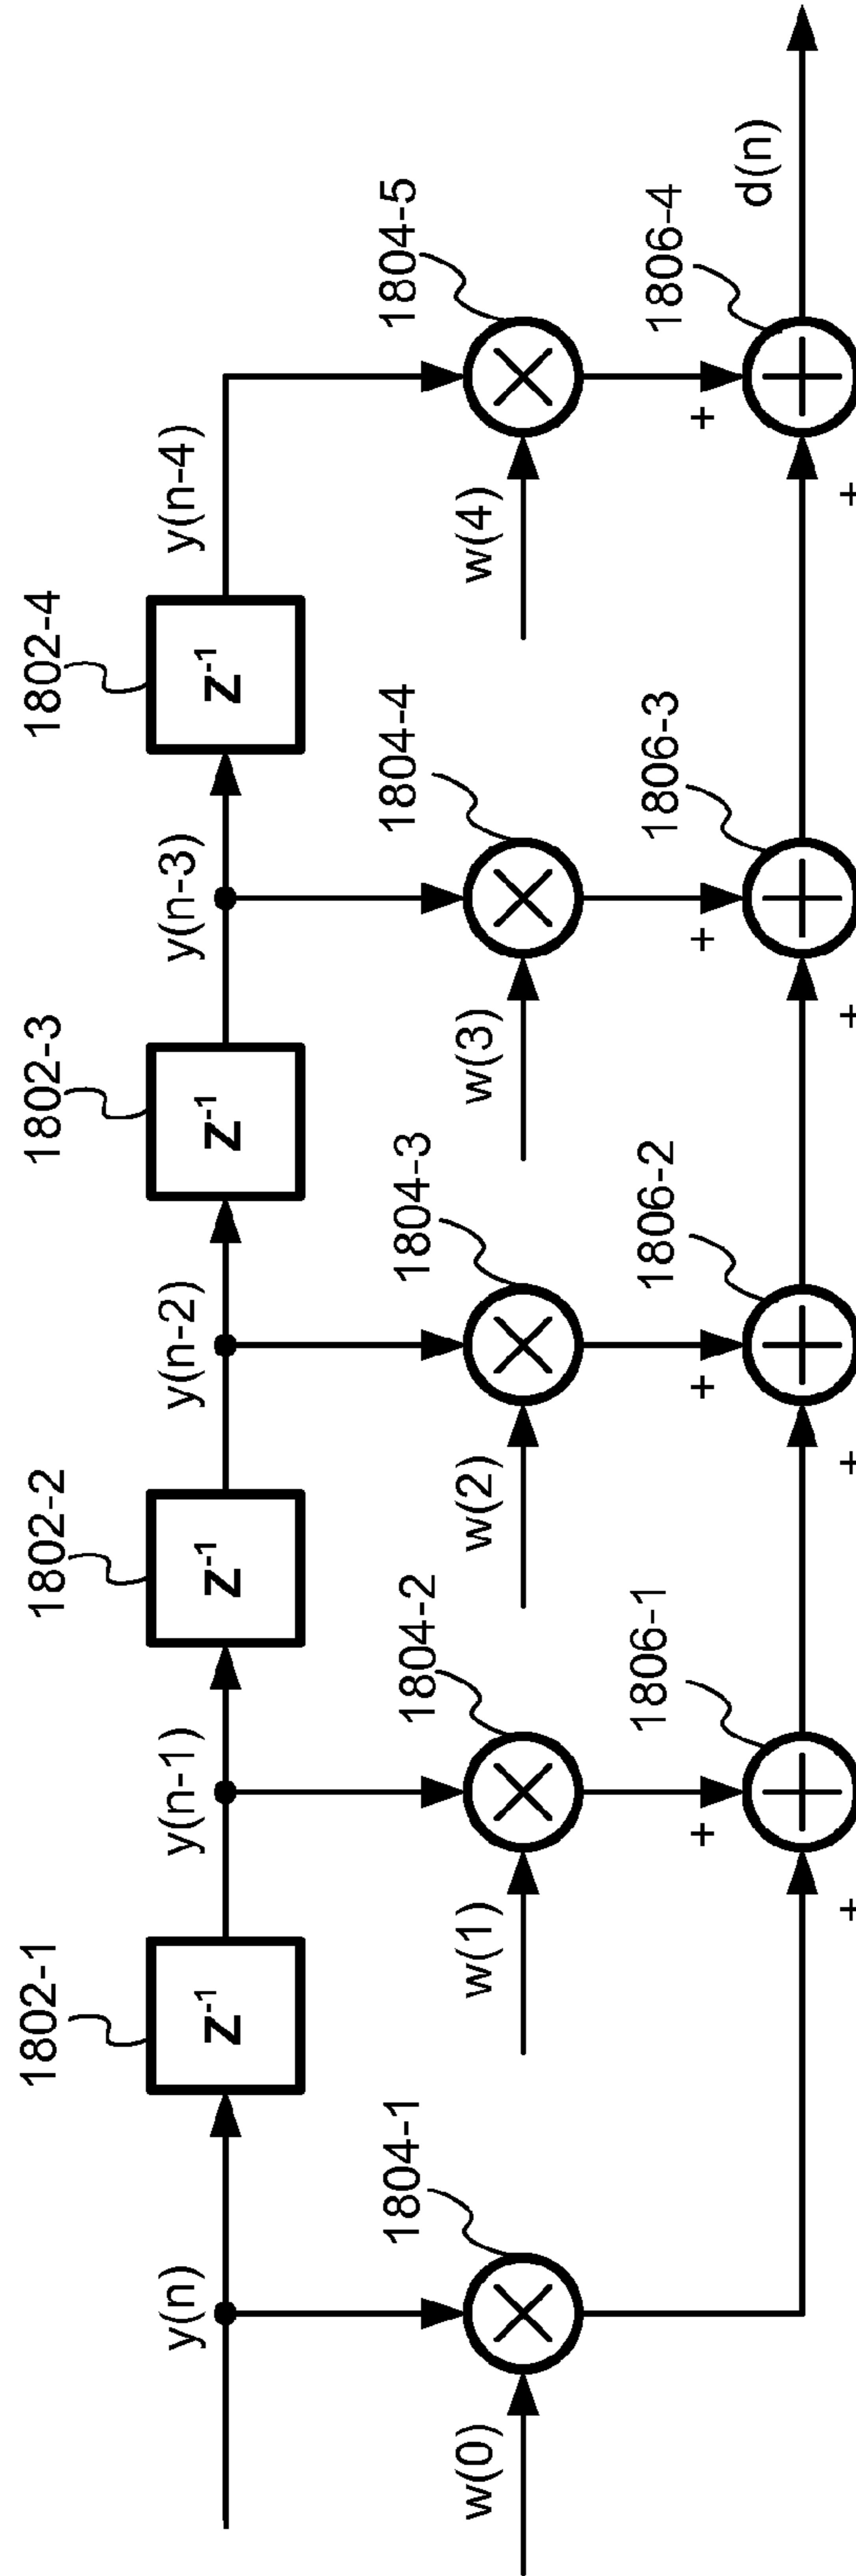 1802-1
1802-2
1802-3
1802-4
y(n)
y(n-1)
y(n-2)
y(n-3)
y(n-4)
z⁻¹
z⁻¹
z⁻¹
z⁻¹
1804-1
1804-2
1804-3
1804-4
1804-5
w(0)
w(1)
w(2)
w(3)
w(4)
1806-1
1806-2
1806-3
1806-4
d(n)
+
+
+
+
+
+
+
+